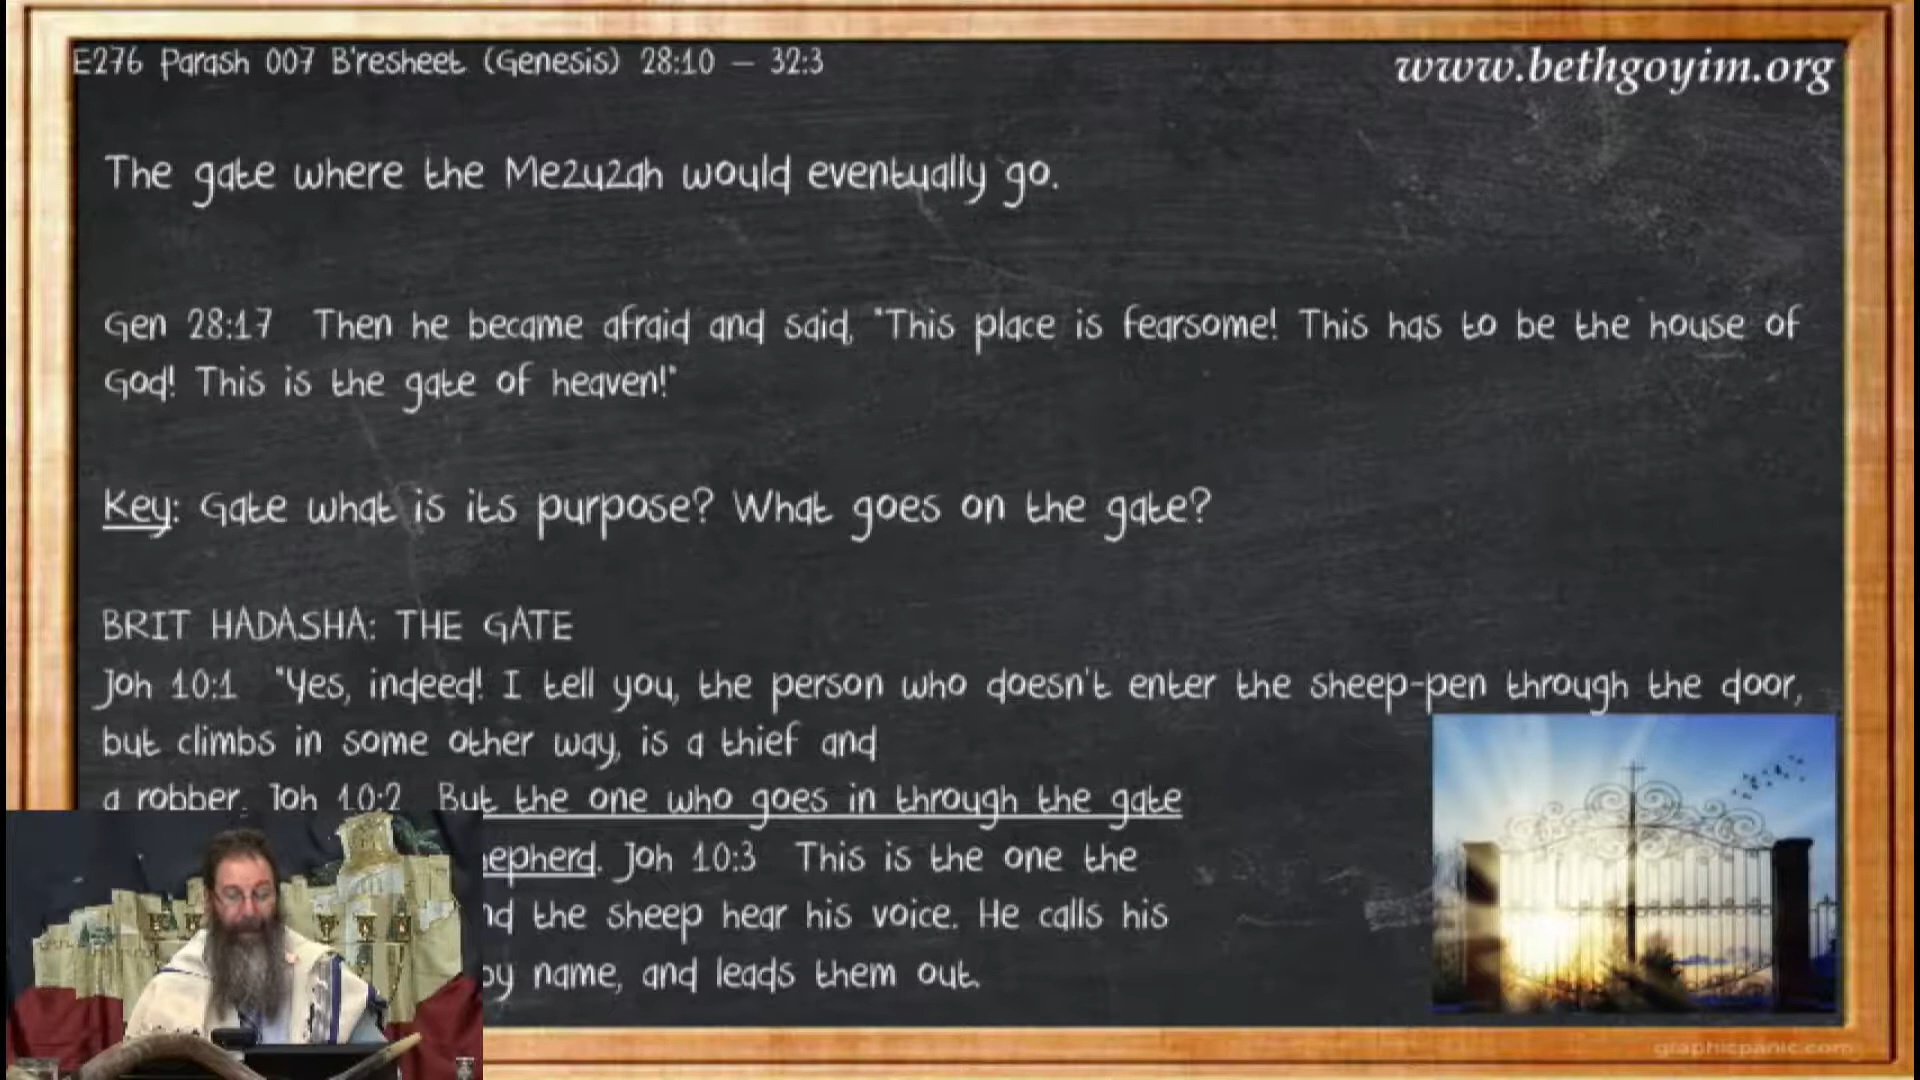 E276 Parash 007 B'resheet (Genesis) 28:10 – 32:3
www.bethgoyim.org
The gate where the Mezuzah would eventually go.
Gen 28:17 Then he became afraid and said, "This place is fearsome! This has to be the house of
God! This is the gate of heaven!"
Key: Gate what is its purpose? What goes on the gate?
BRIT HADASHA: THE GATE
Joh 10:1 "Yes, indeed! I tell you, the person who doesn't enter the sheep-pen through the door,
but climbs in some other way, is a thief and
a robber. Joh 10:2 But the one who goes in through the gate
epherd. Joh 10:3 This is the one the
the sheep hear his voice. He calls his
by name, and leads them out.
graphicpanic.com